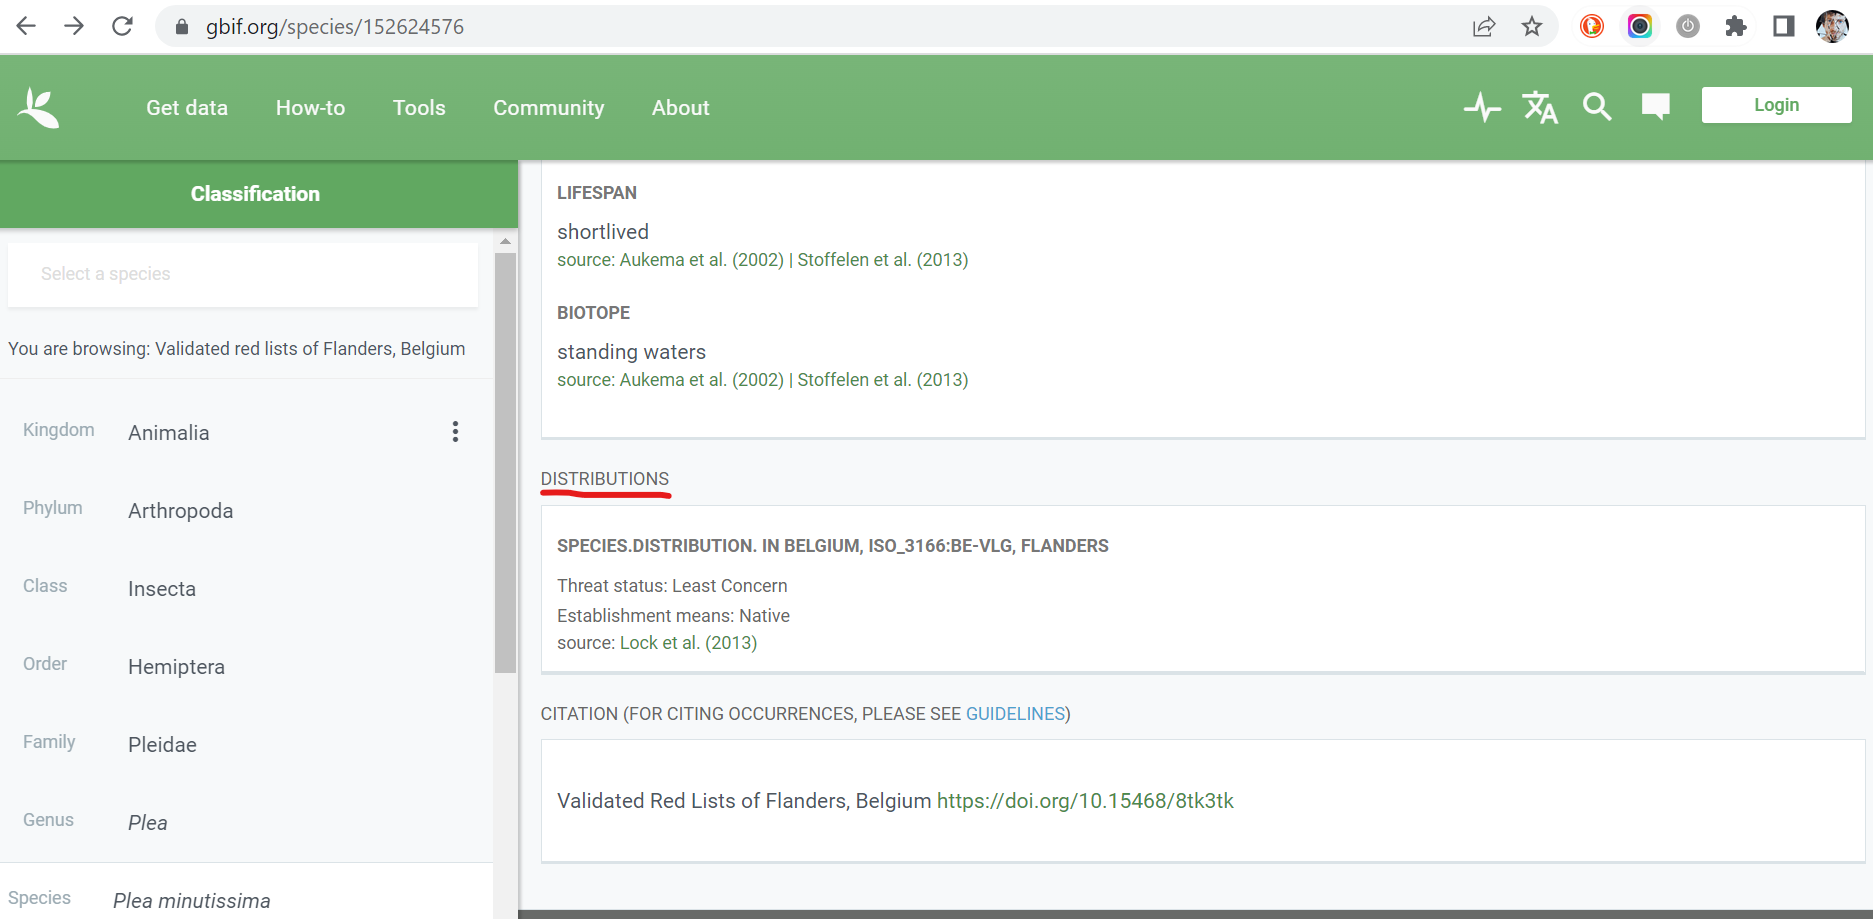 gbif.org/species/152624576
Get data How-to Tools Community About
Login
Classification
Select a species
You are browsing: Validated red lists of Flanders, Belgium
Kingdom Animalia
Phylum Arthropoda
Class Insecta
Order Hemiptera
Family Pleidae
Genus Plea
Species Plea minutissima
LIFESPAN
shortlived
source: Aukema et al. (2002) | Stoffelen et al. (2013)
BIOTOPE
standing waters
source: Aukema et al. (2002) | Stoffelen et al. (2013)
DISTRIBUTIONS
SPECIES.DISTRIBUTION. IN BELGIUM, ISO_3166:BE-VLG, FLANDERS
Threat status: Least Concern
Establishment means: Native
source: Lock et al. (2013)
CITATION (FOR CITING OCCURRENCES, PLEASE SEE GUIDELINES)
Validated Red Lists of Flanders, Belgium https://doi.org/10.15468/8tk3tk